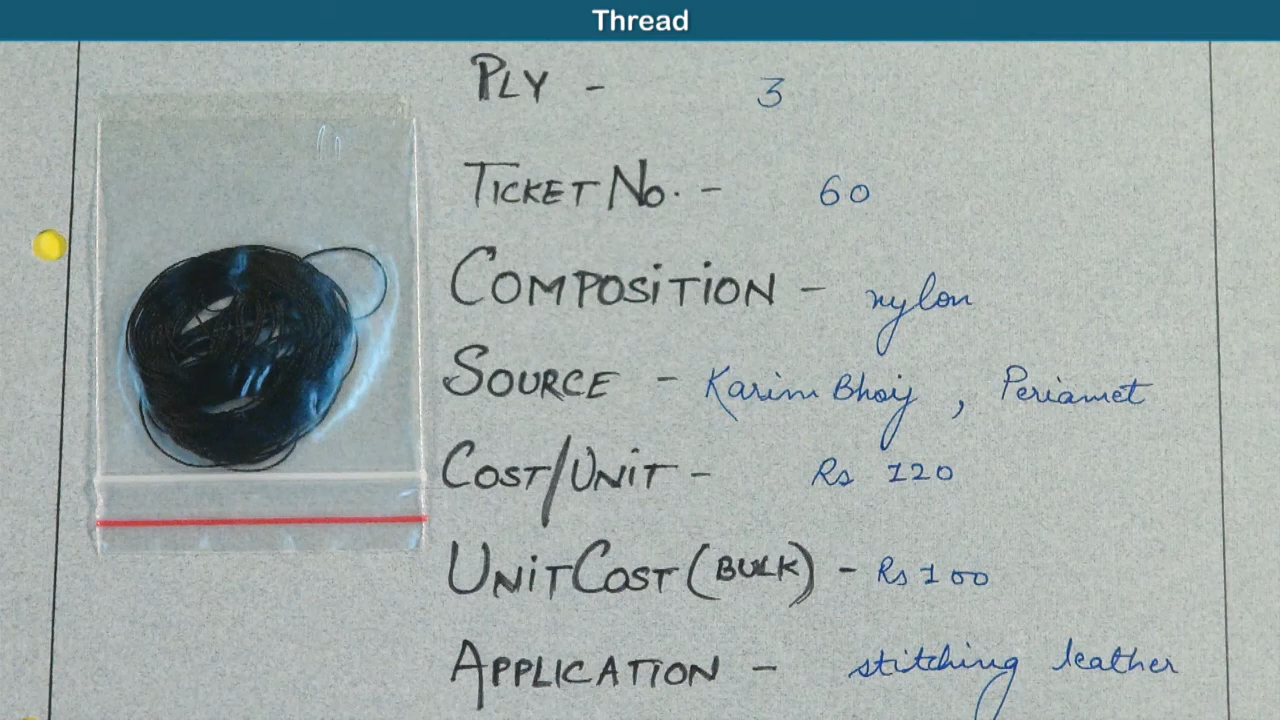 Thread
PLY - 3
TICKET No. - 60
COMPOSITION - nylon
SOURCE - Karim Bhoij, Periamet
COST/UNIT - Rs 120
UNIT COST (BULK) - Rs 100
APPLICATION - stitching leather